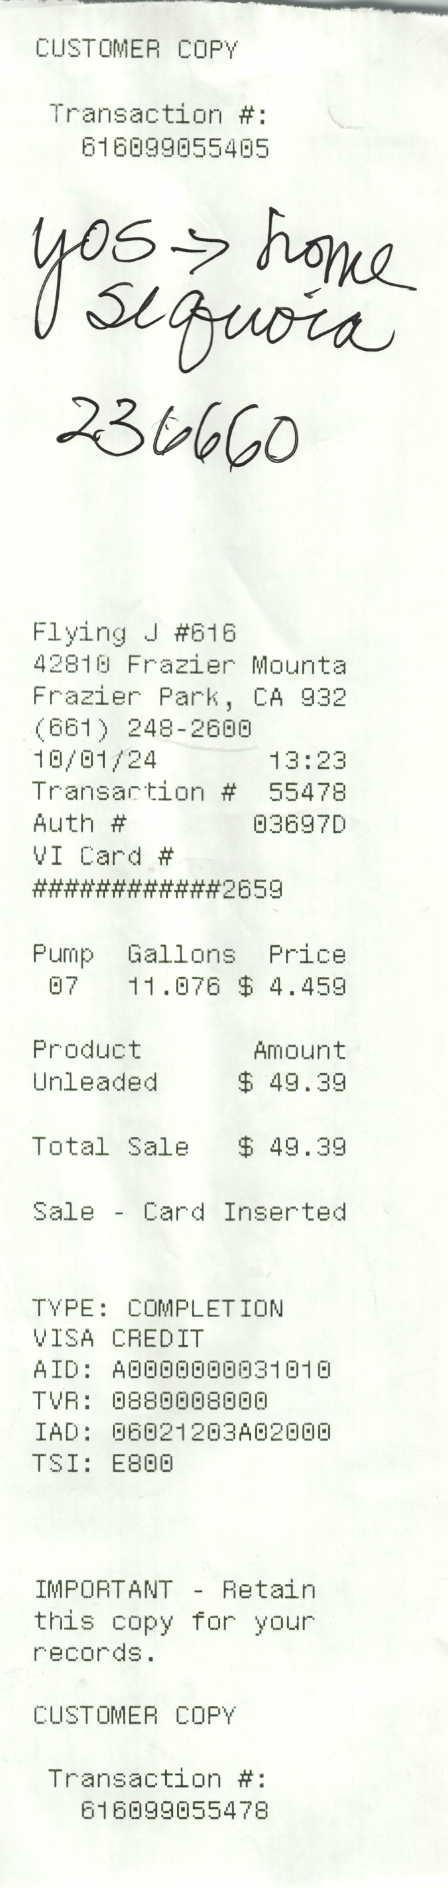 CUSTOMER COPY
Transaction #:
616099055405
yos → home
sequoia
236660
Flying J #616
42810 Frazier Mounta
Frazier Park, CA 932
(661) 248-2600
10/01/24 13:23
Transaction # 55478
Auth # 03697D
VI Card #
############2659
Pump Gallons Price
07 11.076 $ 4.459
Product Amount
Unleaded $ 49.39
Total Sale $ 49.39
Sale - Card Inserted
TYPE: COMPLETION
VISA CREDIT
AID: A0000000031010
TVR: 0880008000
IAD: 06021203A02000
TSI: E800
IMPORTANT - Retain
this copy for your
records.
CUSTOMER COPY
Transaction #:
616099055478